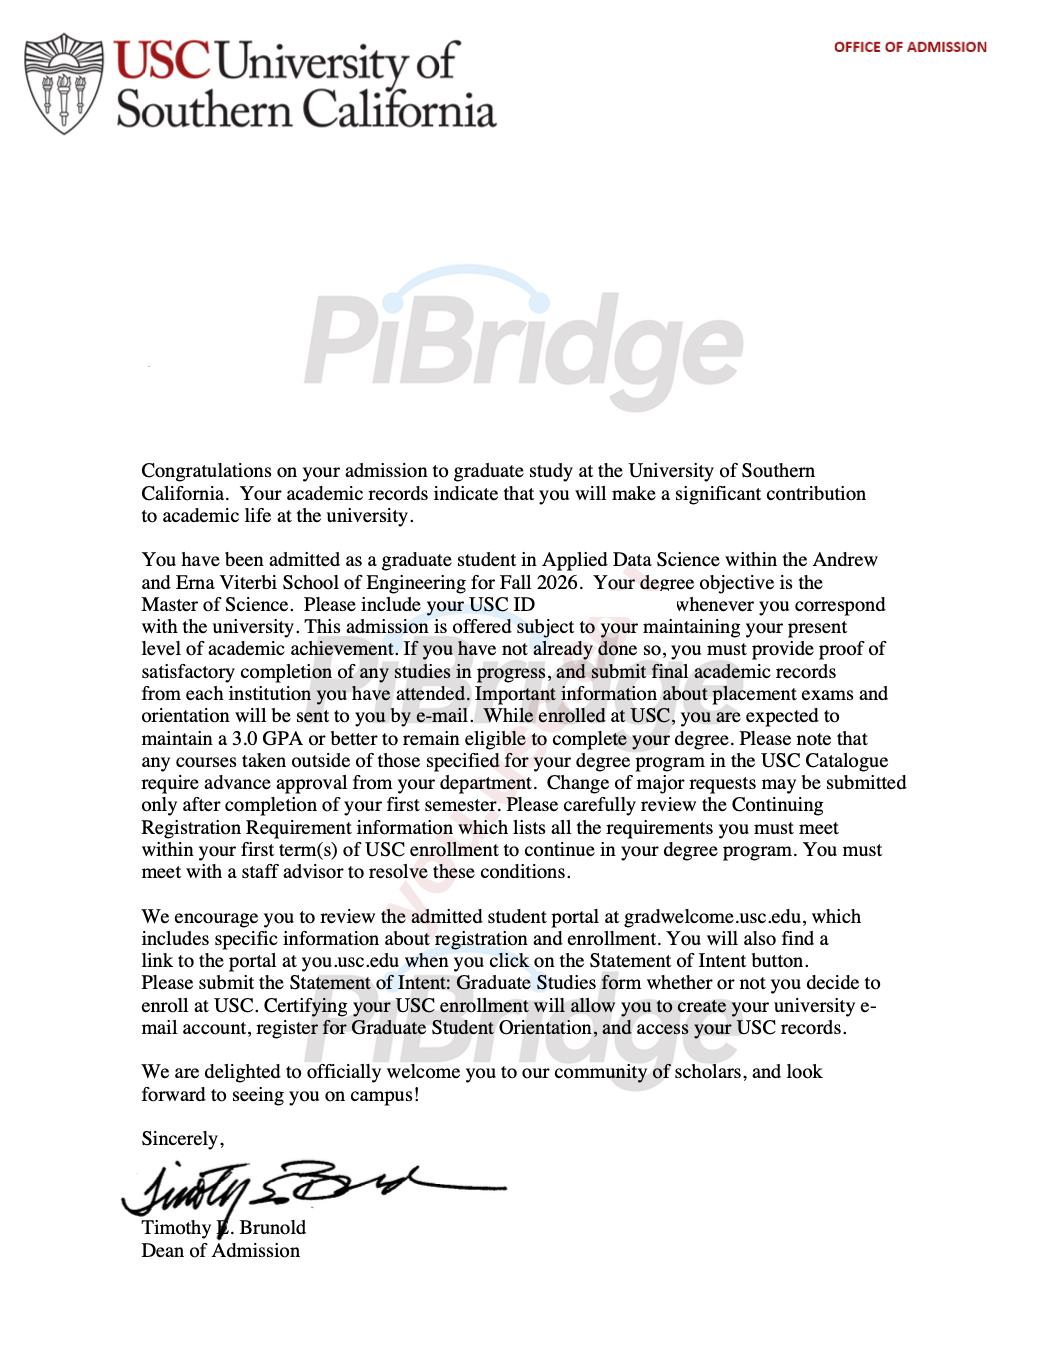 USC University of
Southern California
OFFICE OF ADMISSION
PiBridge
Congratulations on your admission to graduate study at the University of Southern
California.  Your academic records indicate that you will make a significant contribution
to academic life at the university.
You have been admitted as a graduate student in Applied Data Science within the Andrew
and Erna Viterbi School of Engineering for Fall 2026.  Your degree objective is the
Master of Science.  Please include your USC ID whenever you correspond
with the university. This admission is offered subject to your maintaining your present
level of academic achievement. If you have not already done so, you must provide proof of
satisfactory completion of any studies in progress, and submit final academic records
from each institution you have attended. Important information about placement exams and
orientation will be sent to you by e-mail.  While enrolled at USC, you are expected to
maintain a 3.0 GPA or better to remain eligible to complete your degree. Please note that
any courses taken outside of those specified for your degree program in the USC Catalogue
require advance approval from your department.  Change of major requests may be submitted
only after completion of your first semester. Please carefully review the Continuing
Registration Requirement information which lists all the requirements you must meet
within your first term(s) of USC enrollment to continue in your degree program. You must
meet with a staff advisor to resolve these conditions.
PiBridge
We encourage you to review the admitted student portal at gradwelcome.usc.edu, which
includes specific information about registration and enrollment. You will also find a
link to the portal at you.usc.edu when you click on the Statement of Intent button.
Please submit the Statement of Intent: Graduate Studies form whether or not you decide to
enroll at USC. Certifying your USC enrollment will allow you to create your university e-
mail account, register for Graduate Student Orientation, and access your USC records.
PiBridge
We are delighted to officially welcome you to our community of scholars, and look
forward to seeing you on campus!
Sincerely,
Timothy E. Brunold
Dean of Admission